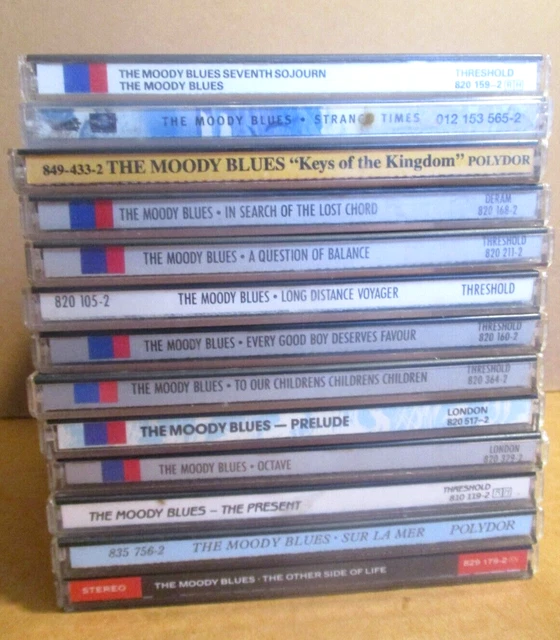 THE MOODY BLUES SEVENTH SOJOURN THRESHOLD
THE MOODY BLUES 820 159-2
THE MOODY BLUES • STRANGE TIMES 012 153 565-2
849-433-2 THE MOODY BLUES "Keys of the Kingdom" POLYDOR
THE MOODY BLUES • IN SEARCH OF THE LOST CHORD DERAM
820 168-2
THE MOODY BLUES • A QUESTION OF BALANCE THRESHOLD
820 211-2
820 105-2 THE MOODY BLUES • LONG DISTANCE VOYAGER THRESHOLD
THE MOODY BLUES • EVERY GOOD BOY DESERVES FAVOUR THRESHOLD
820 160-2
THE MOODY BLUES • TO OUR CHILDRENS CHILDRENS CHILDREN THRESHOLD
820 364-2
THE MOODY BLUES — PRELUDE LONDON
820 517-2
THE MOODY BLUES • OCTAVE LONDON
820 329-2
THE MOODY BLUES – THE PRESENT THRESHOLD
810 119-2
835 756-2 THE MOODY BLUES · SUR LA MER POLYDOR
STEREO THE MOODY BLUES · THE OTHER SIDE OF LIFE 829 179-2